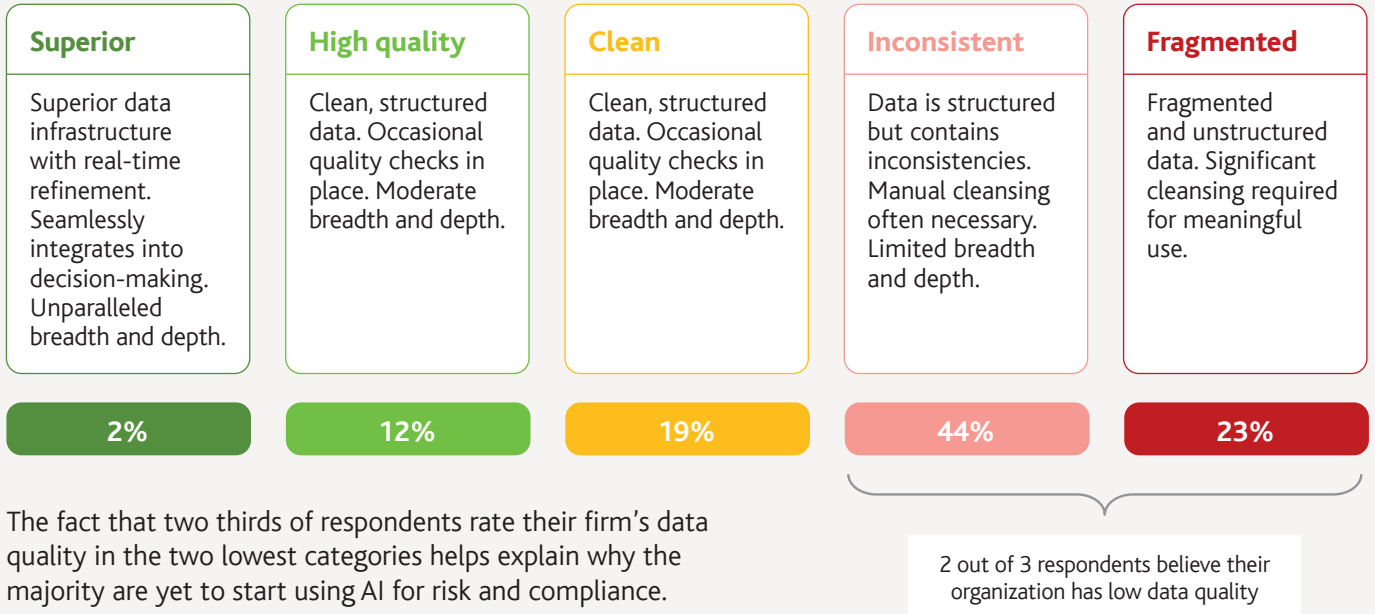 Superior
Superior data
infrastructure
with real-time
refinement.
Seamlessly
integrates into
decision-making.
Unparalleled
breadth and depth.
2%
High quality
Clean, structured
data. Occasional
quality checks in
place. Moderate
breadth and depth.
12%
Clean
Clean, structured
data. Occasional
quality checks in
place. Moderate
breadth and depth.
19%
Inconsistent
Data is structured
but contains
inconsistencies.
Manual cleansing
often necessary.
Limited breadth
and depth.
44%
Fragmented
Fragmented
and unstructured
data. Significant
cleansing required
for meaningful
use.
23%
The fact that two thirds of respondents rate their firm’s data
quality in the two lowest categories helps explain why the
majority are yet to start using AI for risk and compliance.
2 out of 3 respondents believe their
organization has low data quality